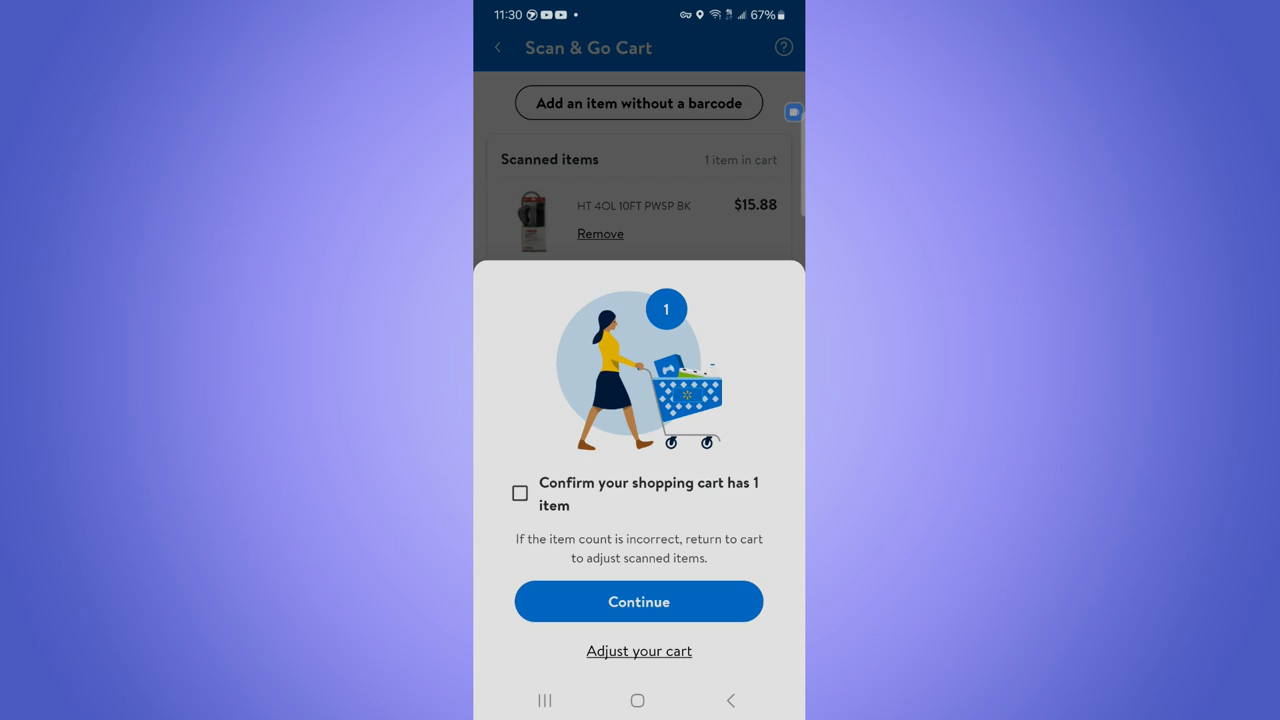 11:30 67%
Scan & Go Cart
Add an item without a barcode
Scanned items 1 item in cart
HT 4OL 10FT PWSP BK $15.88
Remove
1
Confirm your shopping cart has 1
item
If the item count is incorrect, return to cart
to adjust scanned items.
Continue
Adjust your cart